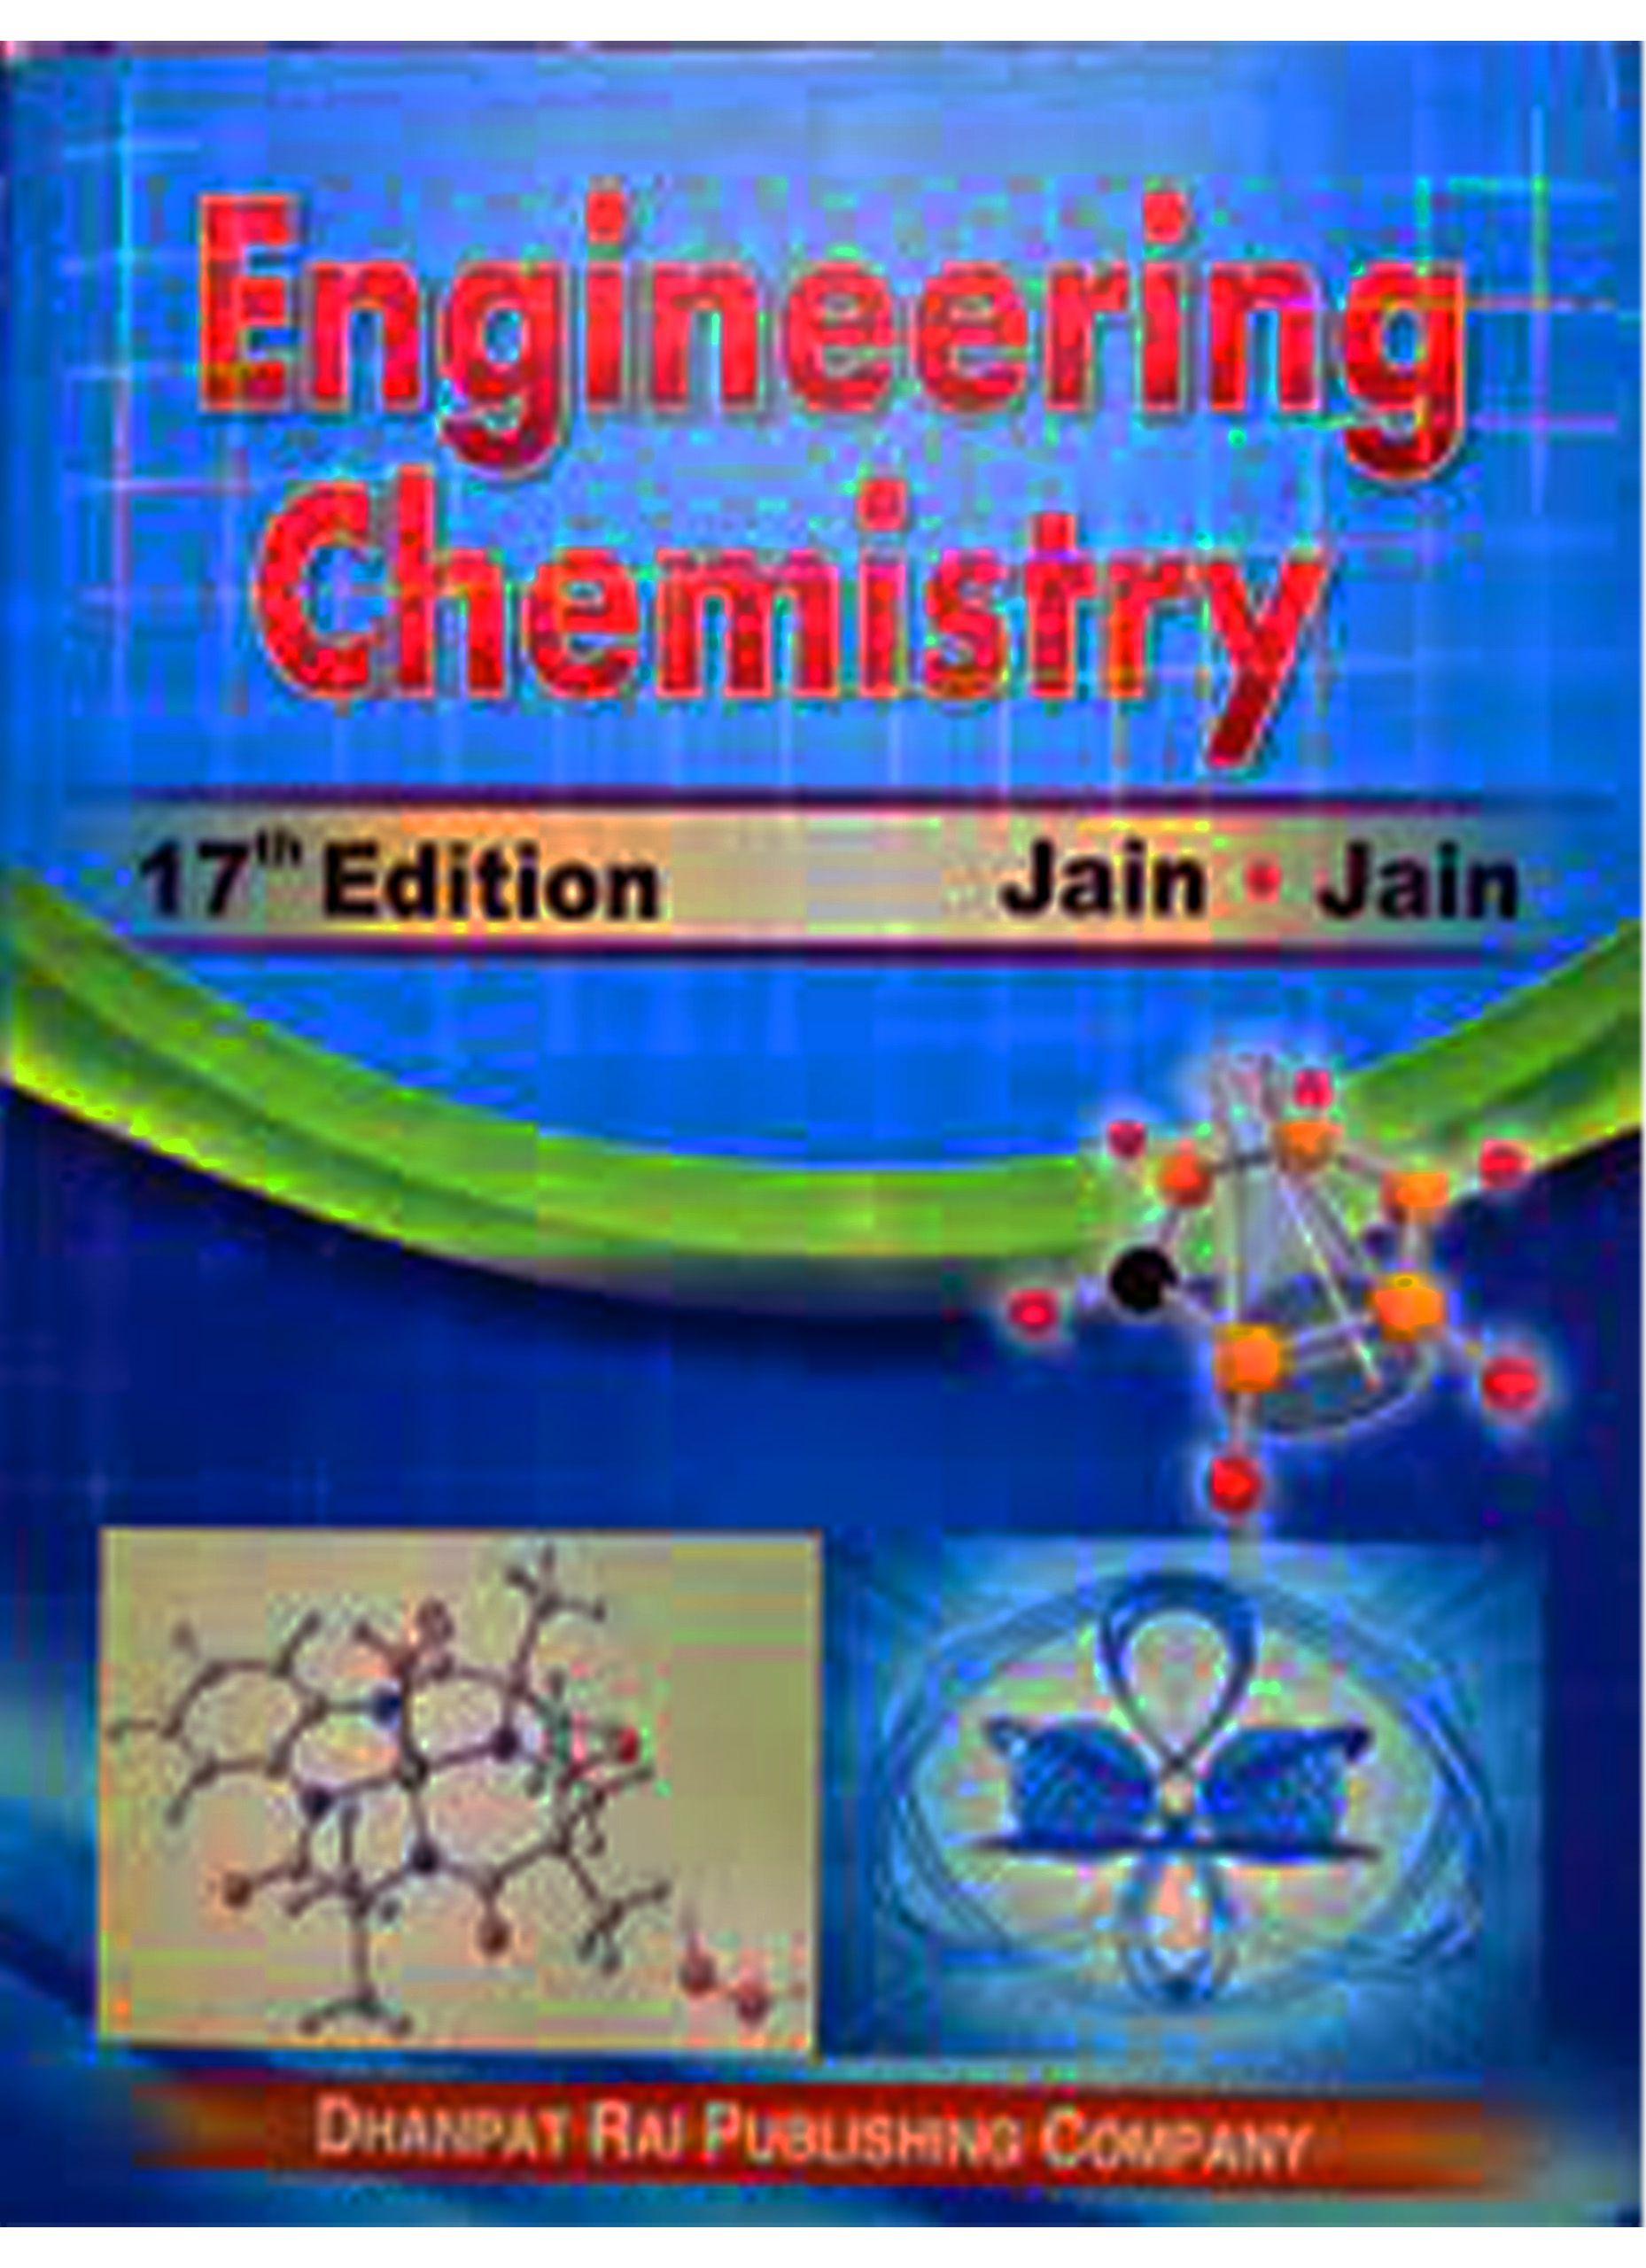 Engineering
Chemistry
17th Edition Jain • Jain
DHANPAT RAI PUBLISHING COMPANY